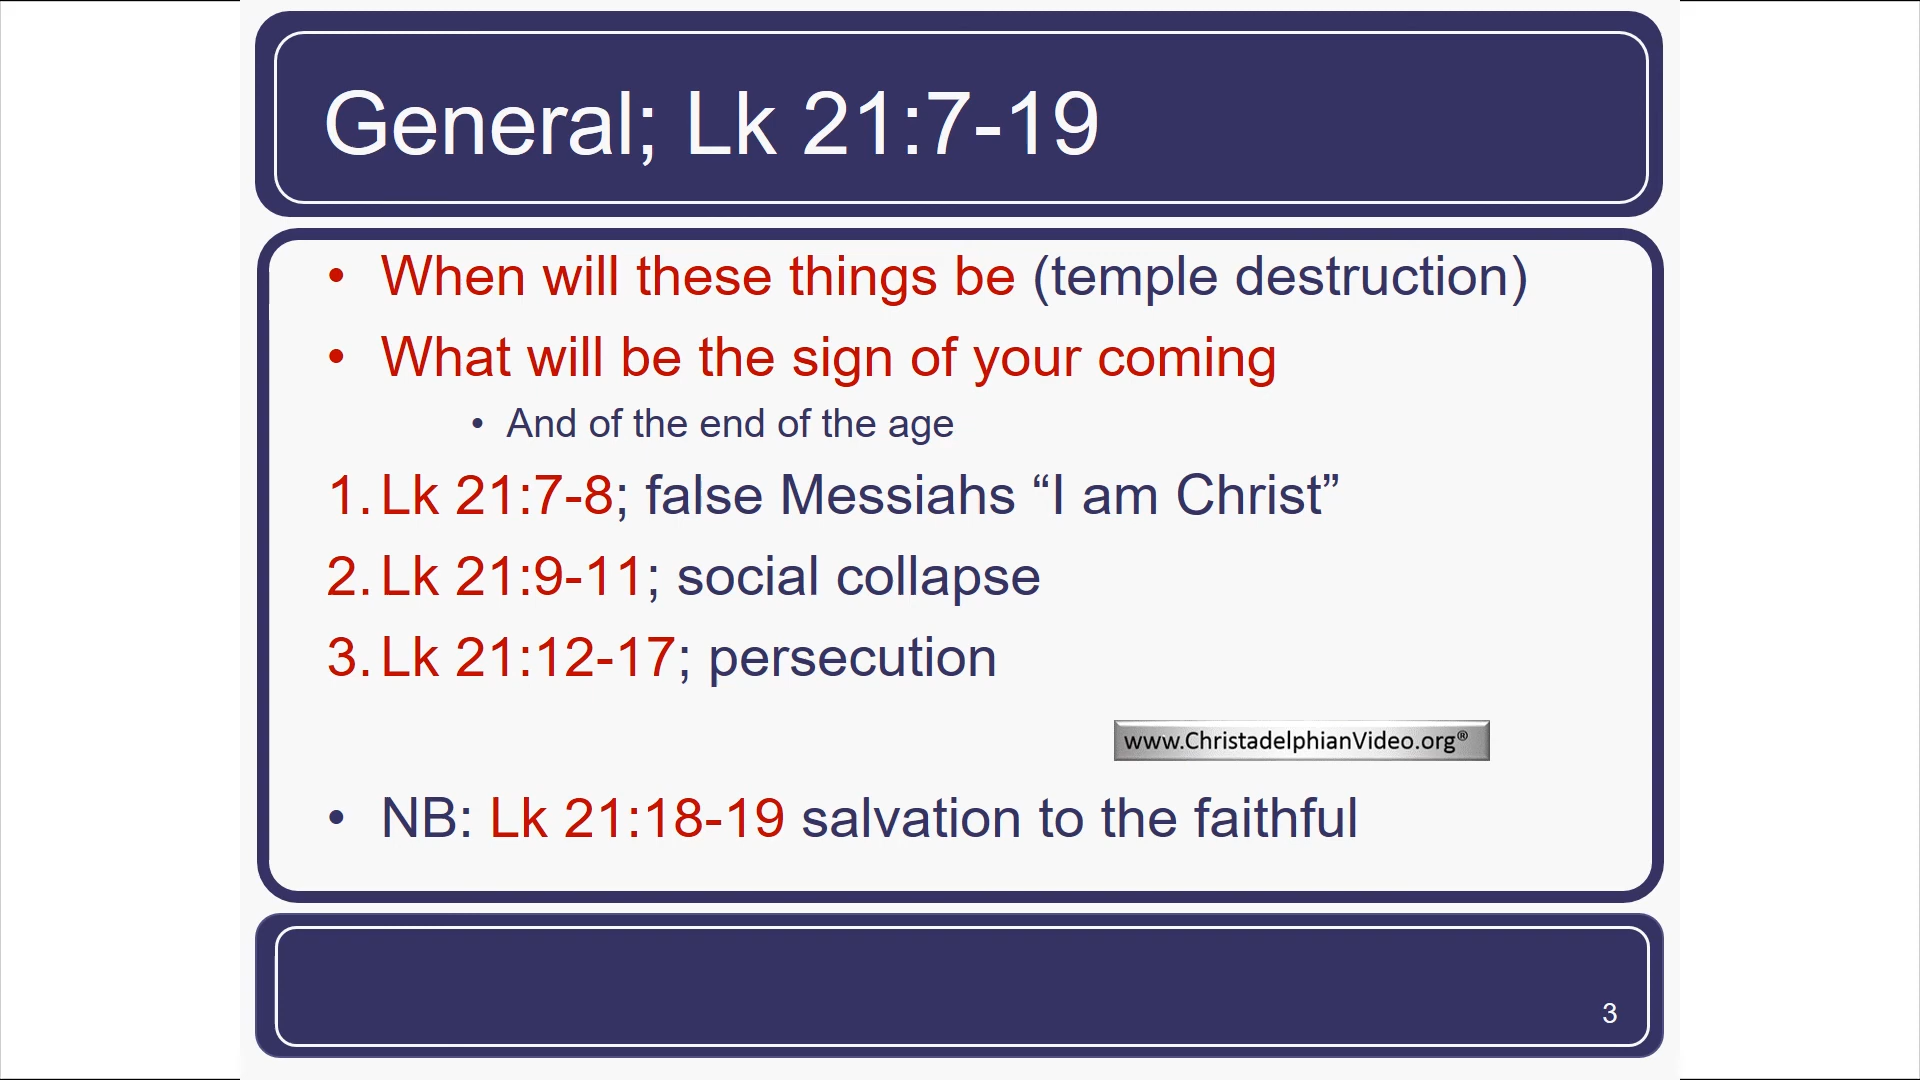 General; Lk 21:7-19
• When will these things be (temple destruction)
• What will be the sign of your coming
• And of the end of the age
1. Lk 21:7-8; false Messiahs “I am Christ”
2. Lk 21:9-11; social collapse
3. Lk 21:12-17; persecution
www.ChristadelphianVideo.org®
• NB: Lk 21:18-19 salvation to the faithful
3